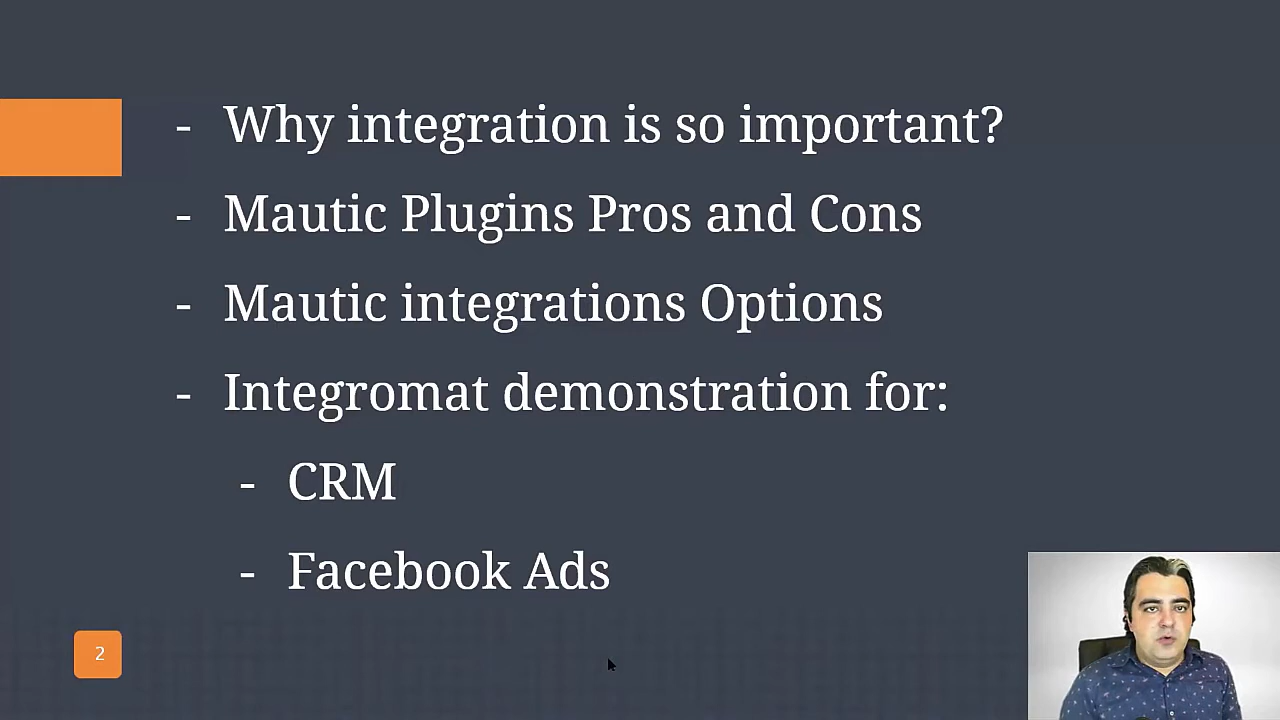 - Why integration is so important?
- Mautic Plugins Pros and Cons
- Mautic integrations Options
- Integromat demonstration for:
- CRM
- Facebook Ads
2